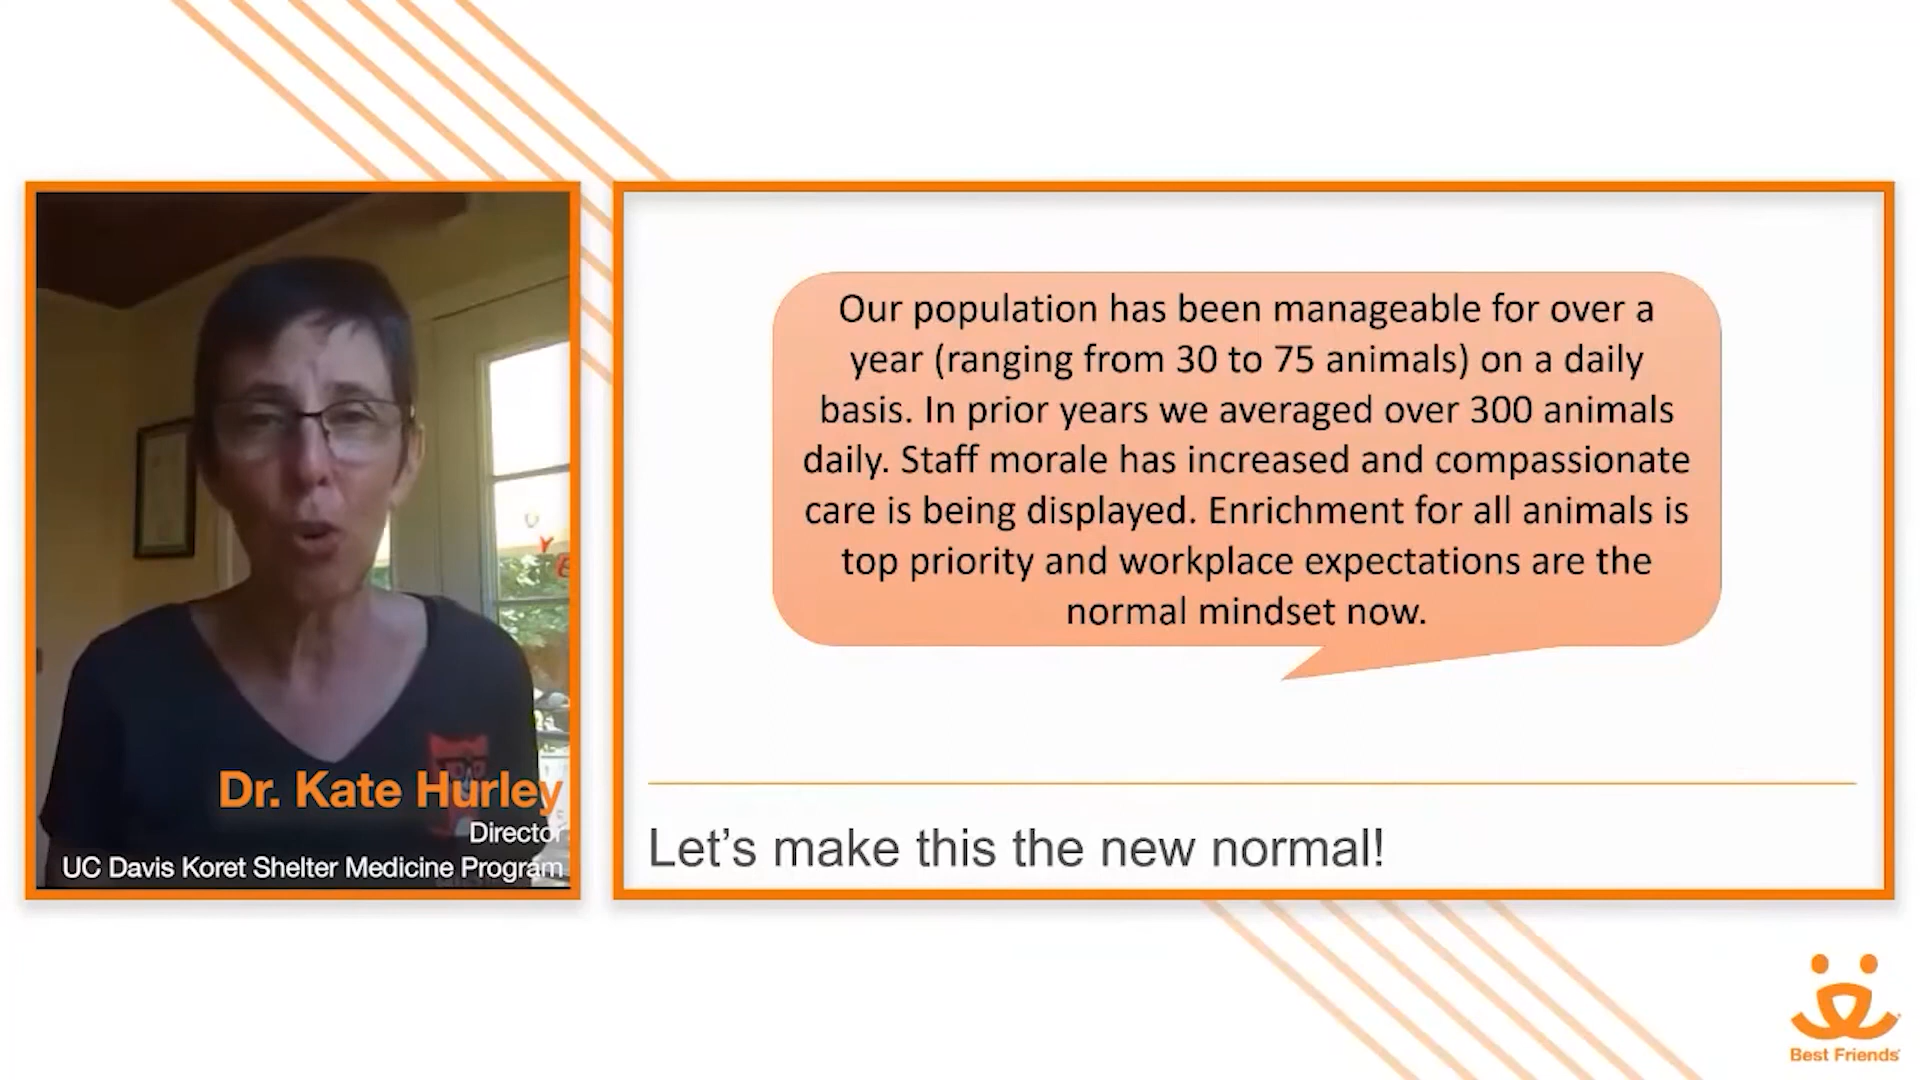 Our population has been manageable for over a
year (ranging from 30 to 75 animals) on a daily
basis. In prior years we averaged over 300 animals
daily. Staff morale has increased and compassionate
care is being displayed. Enrichment for all animals is
top priority and workplace expectations are the
normal mindset now.
Let's make this the new normal!
Dr. Kate Hurley
Director
UC Davis Koret Shelter Medicine Program
Best Friends